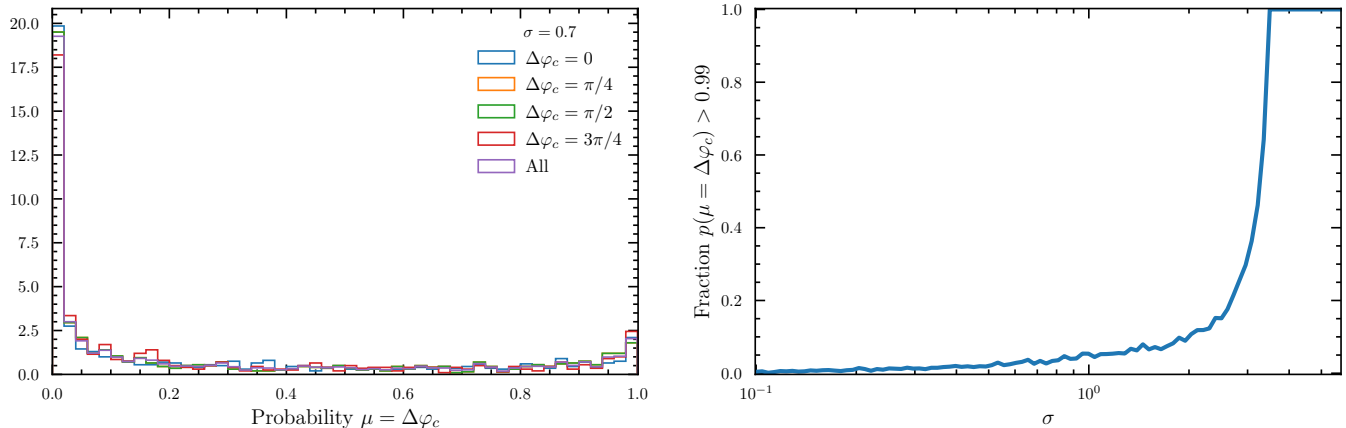 20.0
17.5
15.0
12.5
10.0
7.5
5.0
2.5
0.0
0.0
0.2
0.4
0.6
0.8
1.0
Probability μ = Δφ_c
σ = 0.7
Δφ_c = 0
Δφ_c = π/4
Δφ_c = π/2
Δφ_c = 3π/4
All
Fraction p(μ = Δφ_c) > 0.99
1.0
0.8
0.6
0.4
0.2
0.0
10⁻¹
10⁰
σ